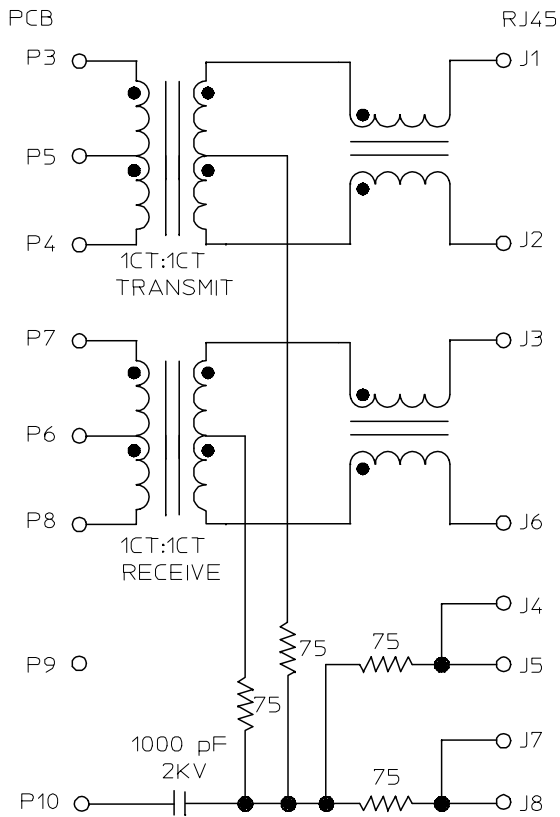 PCB
RJ45
P3
J1
P5
P4
J2
1CT:1CT
TRANSMIT
P7
J3
P6
P8
J6
1CT:1CT
RECEIVE
J4
P9
75
75
J5
75
1000 pF
2KV
J7
75
P10
J8